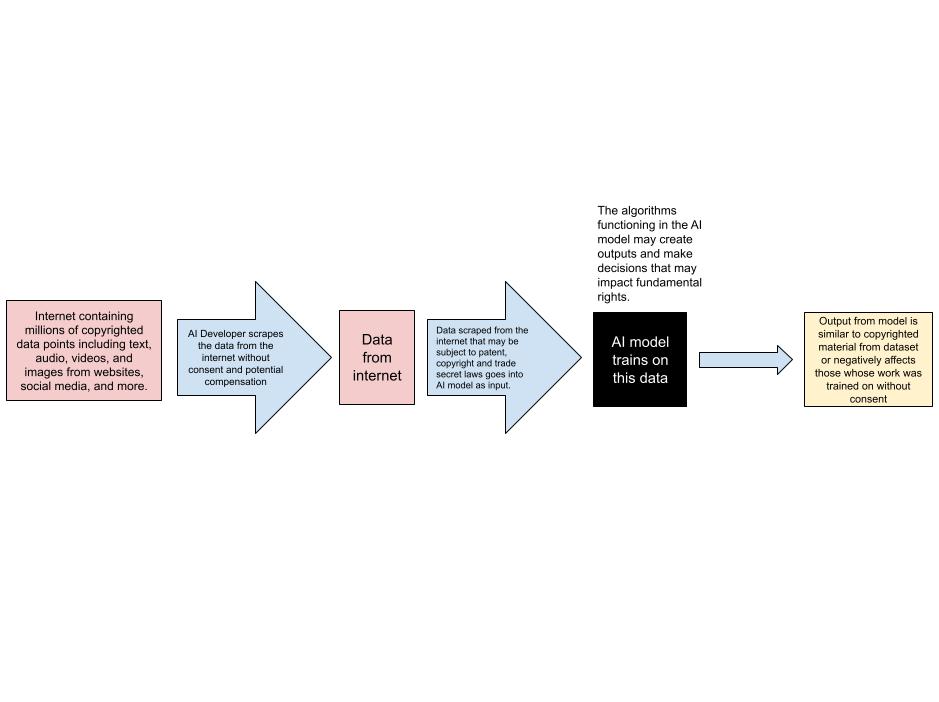 Internet containing
millions of copyrighted
data points including text,
audio, videos, and
images from websites,
social media, and more.
AI Developer scrapes
the data from the
internet without
consent and potential
compensation
Data
from
internet
Data scraped from the
internet that may be
subject to patent,
copyright and trade
secret laws goes into
AI model as input.
The algorithms
functioning in the AI
model may create
outputs and make
decisions that may
impact fundamental
rights.
AI model
trains on
this data
Output from model is
similar to copyrighted
material from dataset
or negatively affects
those whose work was
trained on without
consent